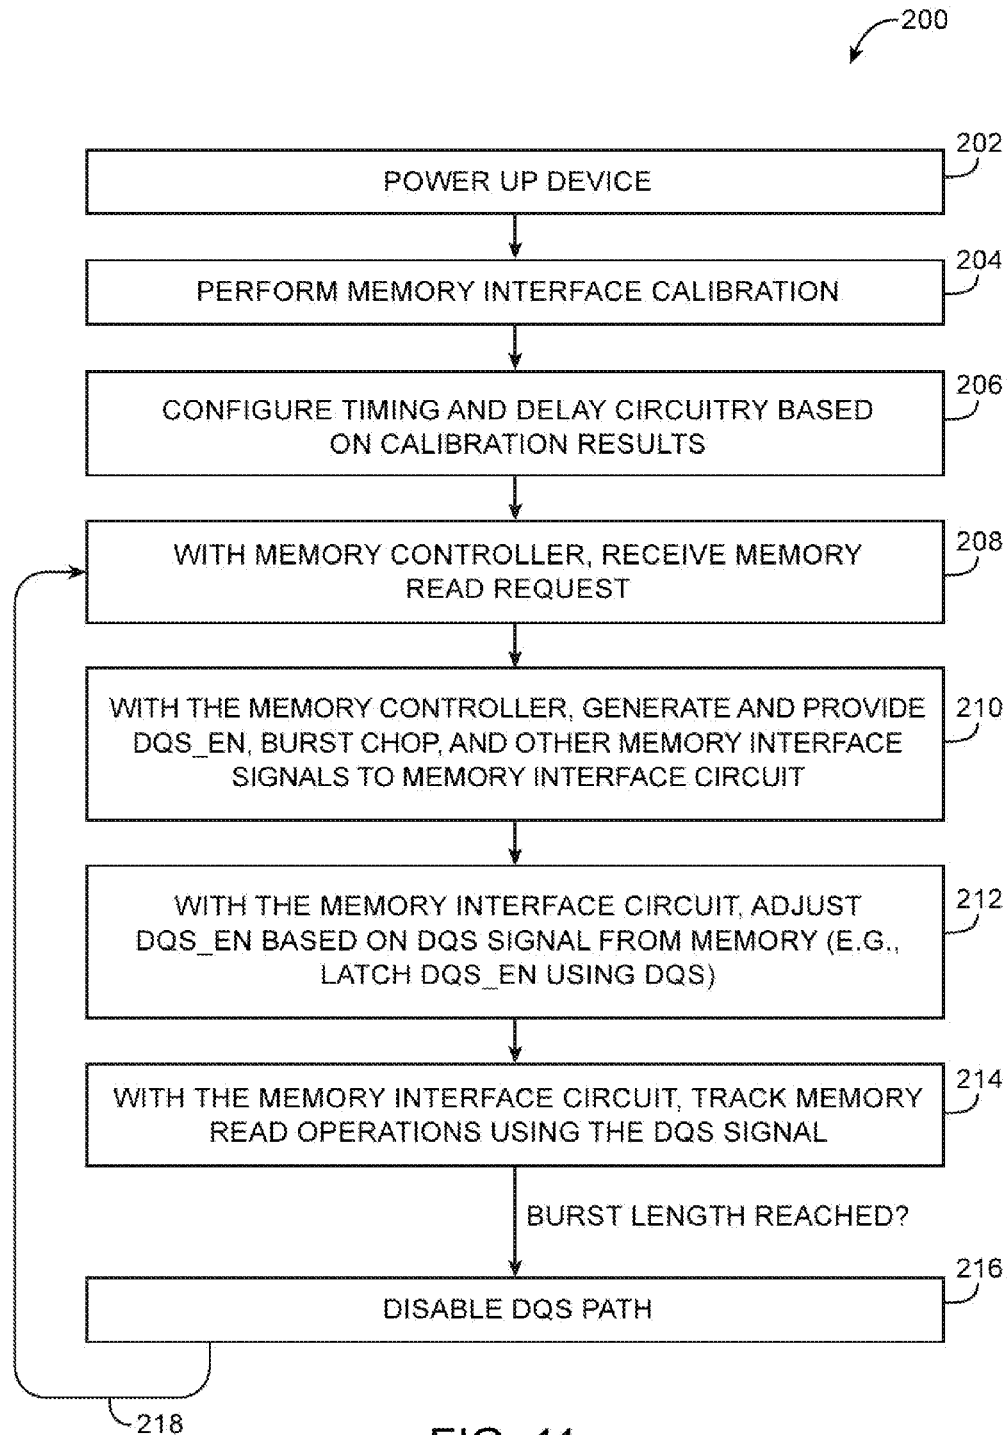 200
202
POWER UP DEVICE
204
PERFORM MEMORY INTERFACE CALIBRATION
206
CONFIGURE TIMING AND DELAY CIRCUITRY BASED
ON CALIBRATION RESULTS
208
WITH MEMORY CONTROLLER, RECEIVE MEMORY
READ REQUEST
210
WITH THE MEMORY CONTROLLER, GENERATE AND PROVIDE
DQS_EN, BURST CHOP, AND OTHER MEMORY INTERFACE
SIGNALS TO MEMORY INTERFACE CIRCUIT
212
WITH THE MEMORY INTERFACE CIRCUIT, ADJUST
DQS_EN BASED ON DQS SIGNAL FROM MEMORY (E.G.,
LATCH DQS_EN USING DQS)
214
WITH THE MEMORY INTERFACE CIRCUIT, TRACK MEMORY
READ OPERATIONS USING THE DQS SIGNAL
BURST LENGTH REACHED?
216
DISABLE DQS PATH
218